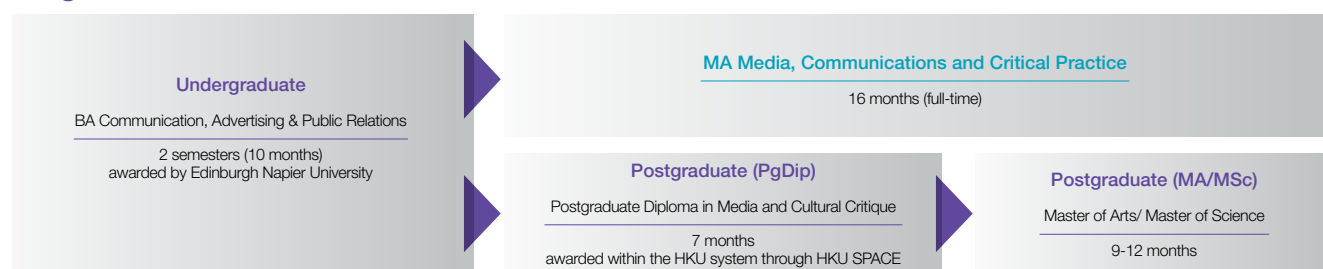 Undergraduate
BA Communication, Advertising & Public Relations
2 semesters (10 months)
awarded by Edinburgh Napier University
MA Media, Communications and Critical Practice
16 months (full-time)
Postgraduate (PgDip)
Postgraduate Diploma in Media and Cultural Critique
7 months
awarded within the HKU system through HKU SPACE
Postgraduate (MA/MSc)
Master of Arts/ Master of Science
9-12 months